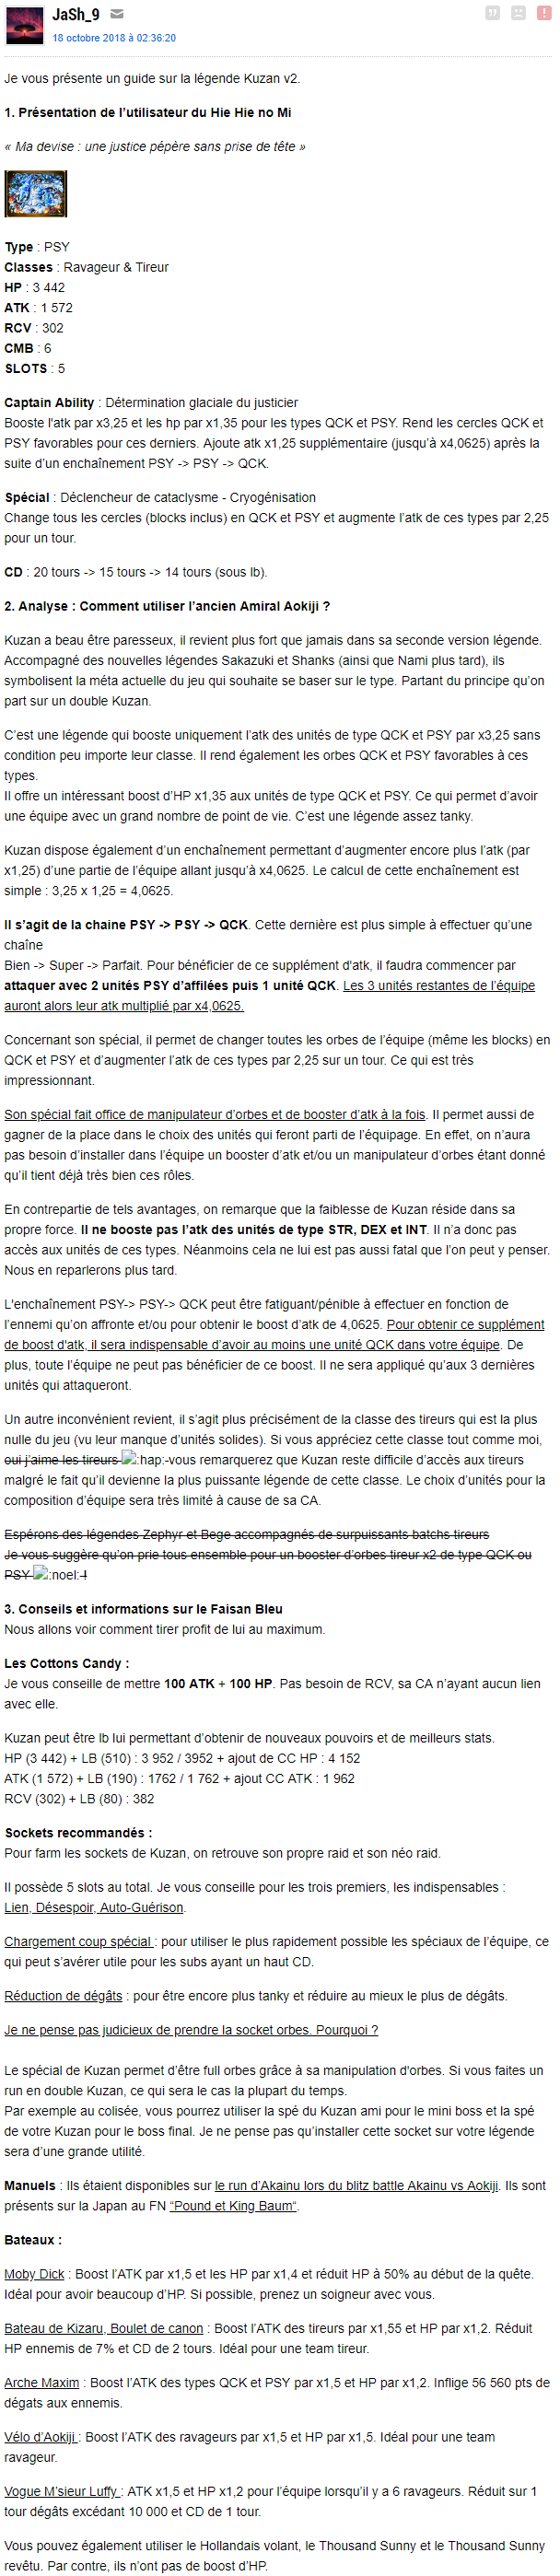 JaSh_9
18 octobre 2018 à 02:36:20
Je vous présente un guide sur la légende Kuzan v2.
1. Présentation de l'utilisateur du Hie Hie no Mi
« Ma devise : une justice pépère sans prise de tête »
Type : PSY
Classes : Ravageur & Tireur
HP : 3 442
ATK : 1 572
RCV : 302
CMB : 6
SLOTS : 5
Captain Ability : Détermination glaciale du justicier
Booste l'atk par x3,25 et les hp par x1,35 pour les types QCK et PSY. Rend les cercles QCK et
PSY favorables pour ces derniers. Ajoute atk x1,25 supplémentaire (jusqu'à x4,0625) après la
suite d'un enchaînement PSY -> PSY -> QCK.
Spécial : Déclencheur de cataclysme - Cryogénisation
Change tous les cercles (blocks inclus) en QCK et PSY et augmente l'atk de ces types par 2,25
pour un tour.
CD : 20 tours -> 15 tours -> 14 tours (sous lb).
2. Analyse : Comment utiliser l'ancien Amiral Aokiji ?
Kuzan a beau être paresseux, il revient plus fort que jamais dans sa seconde version légende.
Accompagné des nouvelles légendes Sakazuki et Shanks (ainsi que Nami plus tard), ils
symbolisent la méta actuelle du jeu qui souhaite se baser sur le type. Partant du principe qu'on
part sur un double Kuzan.
C'est une légende qui booste uniquement l'atk des unités de type QCK et PSY par x3,25 sans
condition peu importe leur classe. Il rend également les orbes QCK et PSY favorables à ces
types.
Il offre un intéressant boost d'HP x1,35 aux unités de type QCK et PSY. Ce qui permet d'avoir
une équipe avec un grand nombre de point de vie. C'est une légende assez tanky.
Kuzan dispose également d'un enchaînement permettant d'augmenter encore plus l'atk (par
x1,25) d'une partie de l'équipe allant jusqu'à x4,0625. Le calcul de cette enchaînement est
simple : 3,25 x 1,25 = 4,0625.
Il s'agit de la chaine PSY -> PSY -> QCK. Cette dernière est plus simple à effectuer qu'une
chaîne
Bien -> Super -> Parfait. Pour bénéficier de ce supplément d'atk, il faudra commencer par
attaquer avec 2 unités PSY d'affilées puis 1 unité QCK. Les 3 unités restantes de l'équipe
auront alors leur atk multiplié par x4,0625.
Concernant son spécial, il permet de changer toutes les orbes de l'équipe (même les blocks) en
QCK et PSY et d'augmenter l'atk de ces types par 2,25 sur un tour. Ce qui est très
impressionnant.
Son spécial fait office de manipulateur d'orbes et de booster d'atk à la fois. Il permet aussi de
gagner de la place dans le choix des unités qui feront parti de l'équipage. En effet, on n'aura
pas besoin d'installer dans l'équipe un booster d'atk et/ou un manipulateur d'orbes étant donné
qu'il tient déjà très bien ces rôles.
En contrepartie de tels avantages, on remarque que la faiblesse de Kuzan réside dans sa
propre force. Il ne booste pas l'atk des unités de type STR, DEX et INT. Il n'a donc pas
accès aux unités de ces types. Néanmoins cela ne lui est pas aussi fatal que l'on peut y penser.
Nous en reparlerons plus tard.
L'enchaînement PSY-> PSY-> QCK peut être fatiguant/pénible à effectuer en fonction de
l'ennemi qu'on affronte et/ou pour obtenir le boost d'atk de 4,0625. Pour obtenir ce supplément
de boost d'atk, il sera indispensable d'avoir au moins une unité QCK dans votre équipe. De
plus, toute l'équipe ne peut pas bénéficier de ce boost. Il ne sera appliqué qu'aux 3 dernières
unités qui attaqueront.
Un autre inconvénient revient, il s'agit plus précisément de la classe des tireurs qui est la plus
nulle du jeu (vu leur manque d'unités solides). Si vous appréciez cette classe tout comme moi,
oui j'aime les tireurs :hap:-vous remarquerez que Kuzan reste difficile d'accès aux tireurs
malgré le fait qu'il devienne la plus puissante légende de cette classe. Le choix d'unités pour la
composition d'équipe sera très limité à cause de sa CA.
Espérons des légendes Zephyr et Bege accompagnés de surpuissants batchs tireurs
Je vous suggère qu'on prie tous ensemble pour un booster d'orbes tireur x2 de type QCK ou
PSY :noel: !
3. Conseils et informations sur le Faisan Bleu
Nous allons voir comment tirer profit de lui au maximum.
Les Cottons Candy :
Je vous conseille de mettre 100 ATK + 100 HP. Pas besoin de RCV, sa CA n'ayant aucun lien
avec elle.
Kuzan peut être lb lui permettant d'obtenir de nouveaux pouvoirs et de meilleurs stats.
HP (3 442) + LB (510) : 3 952 / 3952 + ajout de CC HP : 4 152
ATK (1 572) + LB (190) : 1762 / 1 762 + ajout CC ATK : 1 962
RCV (302) + LB (80) : 382
Sockets recommandés :
Pour farm les sockets de Kuzan, on retrouve son propre raid et son néo raid.
Il possède 5 slots au total. Je vous conseille pour les trois premiers, les indispensables :
Lien, Désespoir, Auto-Guérison.
Chargement coup spécial : pour utiliser le plus rapidement possible les spéciaux de l'équipe, ce
qui peut s'avérer utile pour les subs ayant un haut CD.
Réduction de dégâts : pour être encore plus tanky et réduire au mieux le plus de dégâts.
Je ne pense pas judicieux de prendre la socket orbes. Pourquoi ?
Le spécial de Kuzan permet d'être full orbes grâce à sa manipulation d'orbes. Si vous faites un
run en double Kuzan, ce qui sera le cas la plupart du temps.
Par exemple au colisée, vous pourrez utiliser la spé du Kuzan ami pour le mini boss et la spé
de votre Kuzan pour le boss final. Je ne pense pas qu'installer cette socket sur votre légende
sera d'une grande utilité.
Manuels : Ils étaient disponibles sur le run d'Akainu lors du blitz battle Akainu vs Aokiji. Ils sont
présents sur la Japan au FN “Pound et King Baum“.
Bateaux :
Moby Dick : Boost l'ATK par x1,5 et les HP par x1,4 et réduit HP à 50% au début de la quête.
Idéal pour avoir beaucoup d'HP. Si possible, prenez un soigneur avec vous.
Bateau de Kizaru, Boulet de canon : Boost l'ATK des tireurs par x1,55 et HP par x1,2. Réduit
HP ennemis de 7% et CD de 2 tours. Idéal pour une team tireur.
Arche Maxim : Boost l'ATK des types QCK et PSY par x1,5 et HP par x1,2. Inflige 56 560 pts de
dégats aux ennemis.
Vélo d'Aokiji : Boost l'ATK des ravageurs par x1,5 et HP par x1,5. Idéal pour une team
ravageur.
Vogue M'sieur Luffy : ATK x1,5 et HP x1,2 pour l'équipe lorsqu'il y a 6 ravageurs. Réduit sur 1
tour dégâts excédant 10 000 et CD de 1 tour.
Vous pouvez également utiliser le Hollandais volant, le Thousand Sunny et le Thousand Sunny
revêtu. Par contre, ils n'ont pas de boost d'HP.